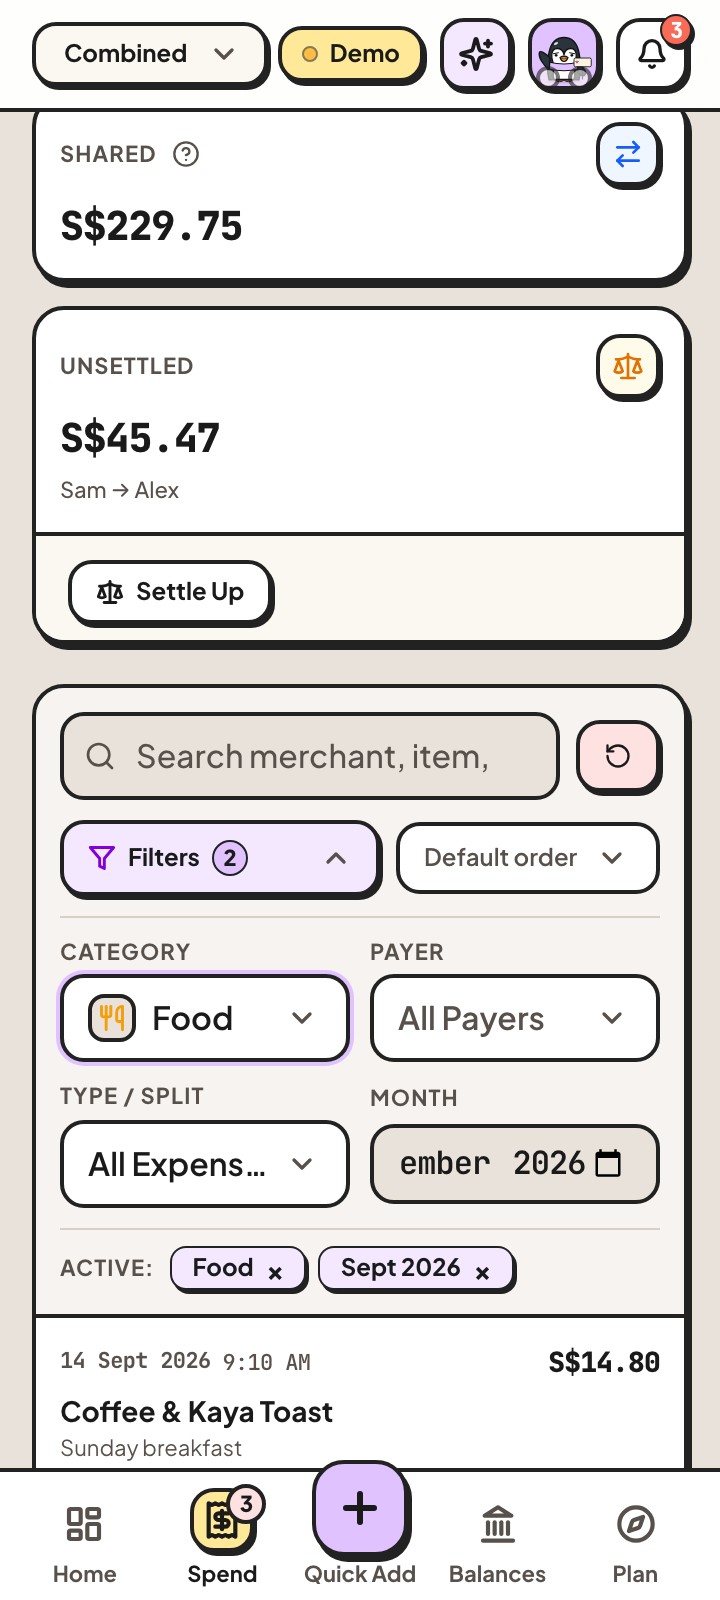 Combined
Demo
3
SHARED
S$229.75
UNSETTLED
S$45.47
Sam → Alex
Settle Up
Search merchant, item,
Filters 2
Default order
CATEGORY
PAYER
Food
All Payers
TYPE / SPLIT
MONTH
All Expens...
ember 2026
ACTIVE:
Food ×
Sept 2026 ×
14 Sept 2026 9:10 AM
S$14.80
Coffee & Kaya Toast
Sunday breakfast
3
Home
Spend
Quick Add
Balances
Plan